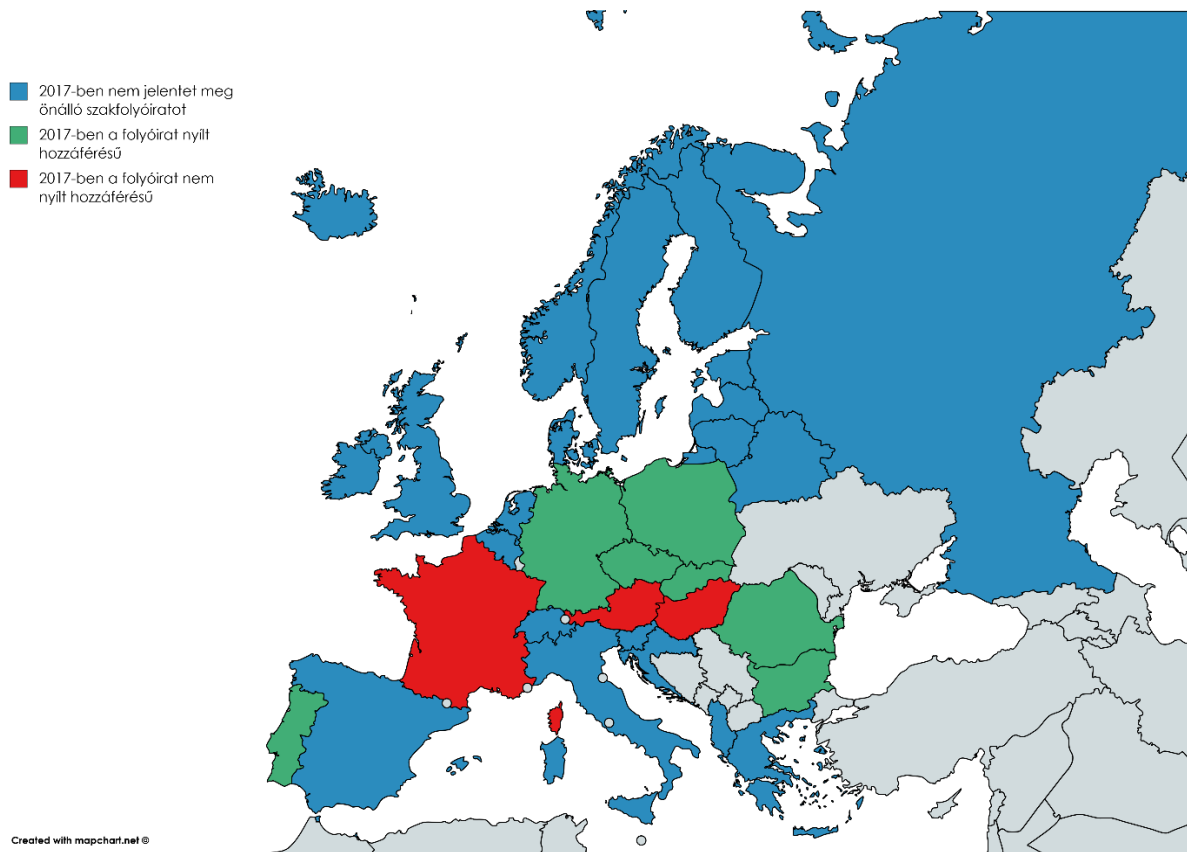 2017-ben nem jelentet meg
önálló szakfolyóiratot
2017-ben a folyóirat nyílt
hozzáférésű
2017-ben a folyóirat nem
nyílt hozzáférésű
Created with mapchart.net ©